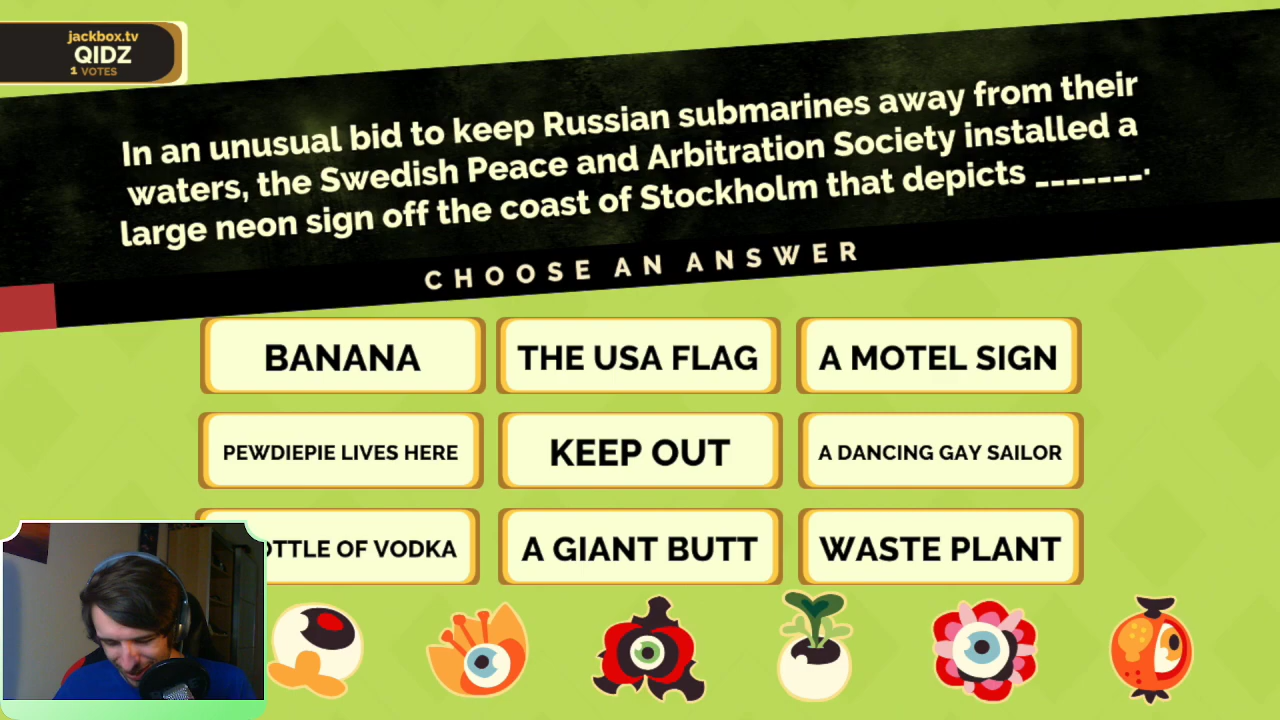 jackbox.tv
QIDZ
1 VOTES
In an unusual bid to keep Russian submarines away from their
waters, the Swedish Peace and Arbitration Society installed a
large neon sign off the coast of Stockholm that depicts _______.
CHOOSE AN ANSWER
BANANA
THE USA FLAG
A MOTEL SIGN
PEWDIEPIE LIVES HERE
KEEP OUT
A DANCING GAY SAILOR
OF VODKA
A GIANT BUTT
WASTE PLANT